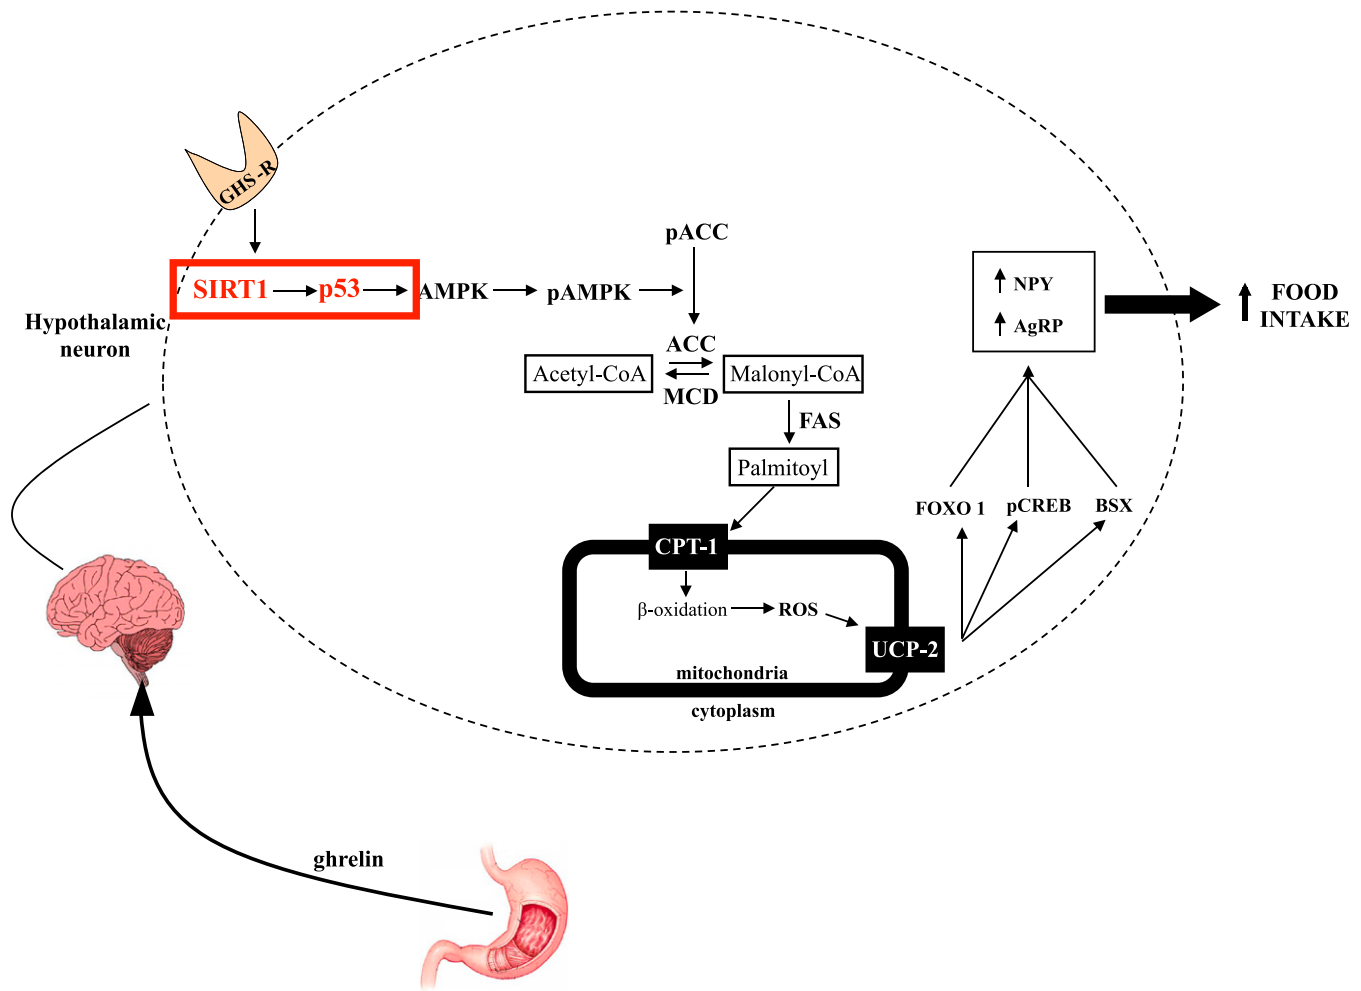 GHS-R
pACC
SIRT1
p53
AMPK
pAMPK
NPY
AgRP
FOOD
INTAKE
Hypothalamic
neuron
ACC
Acetyl-CoA
Malonyl-CoA
MCD
FAS
Palmitoyl
FOXO 1
pCREB
BSX
CPT-1
β-oxidation
ROS
UCP-2
mitochondria
cytoplasm
ghrelin